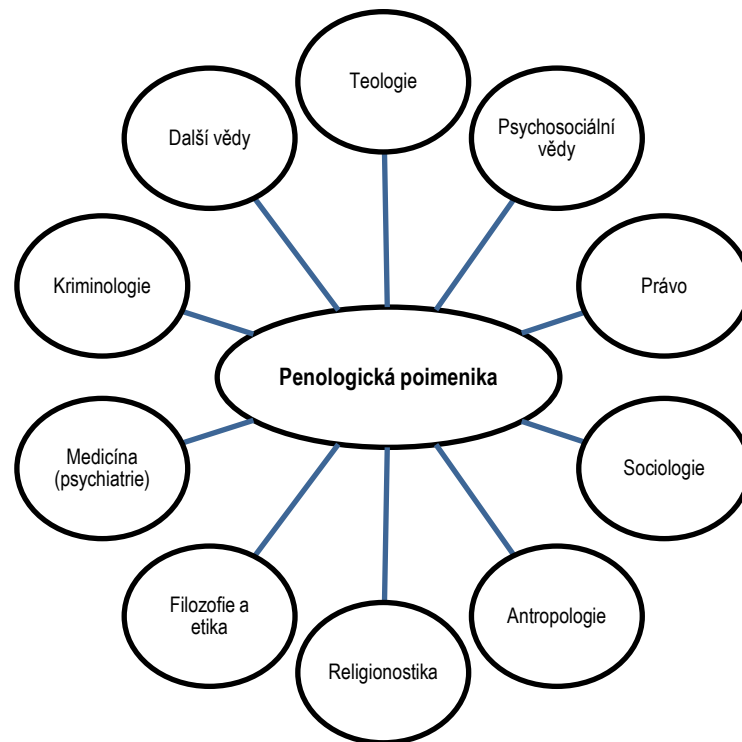 Teologie
Další vědy
Psychosociální
vědy
Kriminologie
Právo
Penologická poimenika
Medicína
(psychiatrie)
Sociologie
Filozofie a
etika
Antropologie
Religionostika